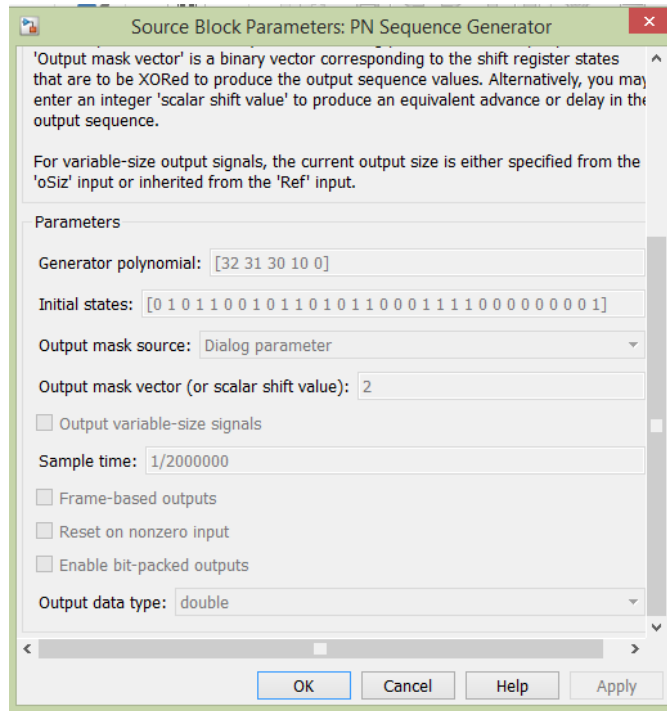 Source Block Parameters: PN Sequence Generator
'Output mask vector' is a binary vector corresponding to the shift register states
that are to be XORed to produce the output sequence values. Alternatively, you may
enter an integer 'scalar shift value' to produce an equivalent advance or delay in the
output sequence.
For variable-size output signals, the current output size is either specified from the
'oSiz' input or inherited from the 'Ref' input.
Parameters
Generator polynomial: [32 31 30 10 0]
Initial states: [0 1 0 1 1 0 0 1 0 1 1 0 1 0 1 1 0 0 0 1 1 1 1 0 0 0 0 0 0 0 0 1]
Output mask source: Dialog parameter
Output mask vector (or scalar shift value): 2
Output variable-size signals
Sample time: 1/2000000
Frame-based outputs
Reset on nonzero input
Enable bit-packed outputs
Output data type: double
OK Cancel Help Apply